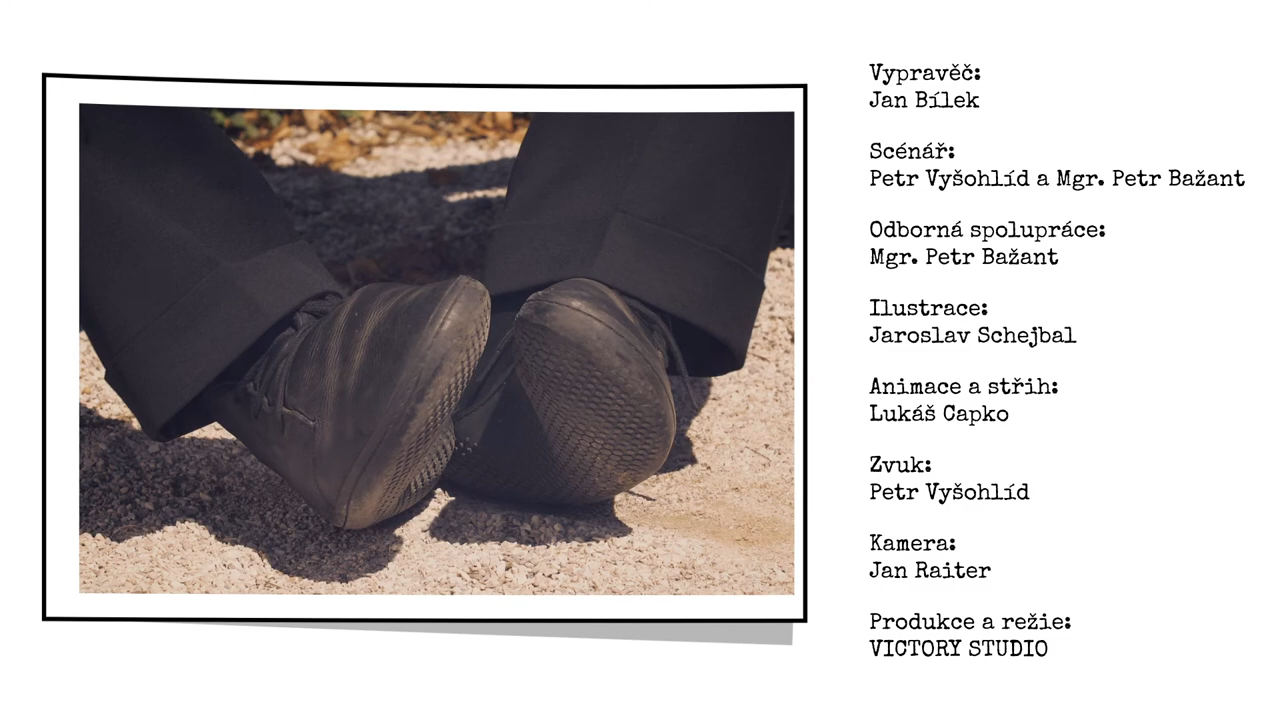 Vypravěč:
Jan Bílek
Scénář:
Petr Vyšohlíd a Mgr. Petr Bažant
Odborná spolupráce:
Mgr. Petr Bažant
Ilustrace:
Jaroslav Schejbal
Animace a střih:
Lukáš Capko
Zvuk:
Petr Vyšohlíd
Kamera:
Jan Raiter
Produkce a režie:
VICTORY STUDIO